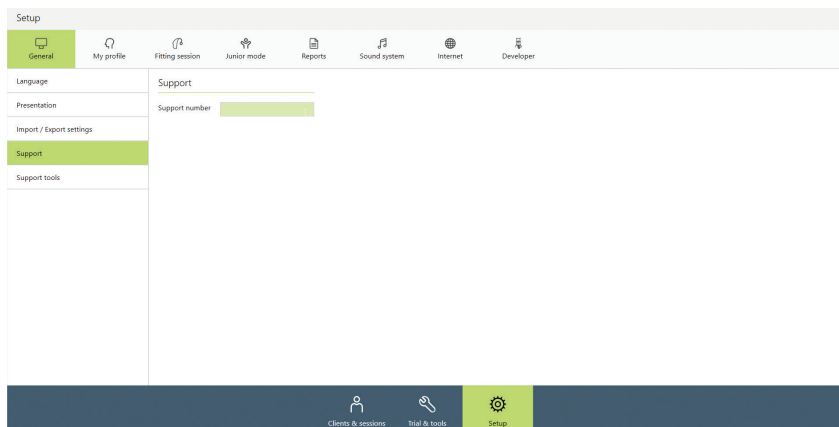 Setup
General My profile Fitting session Junior mode Reports Sound system Internet Developer
Language
Support
Presentation
Support number
Import / Export settings
Support
Support tools
Clients & sessions Trial & tools Setup